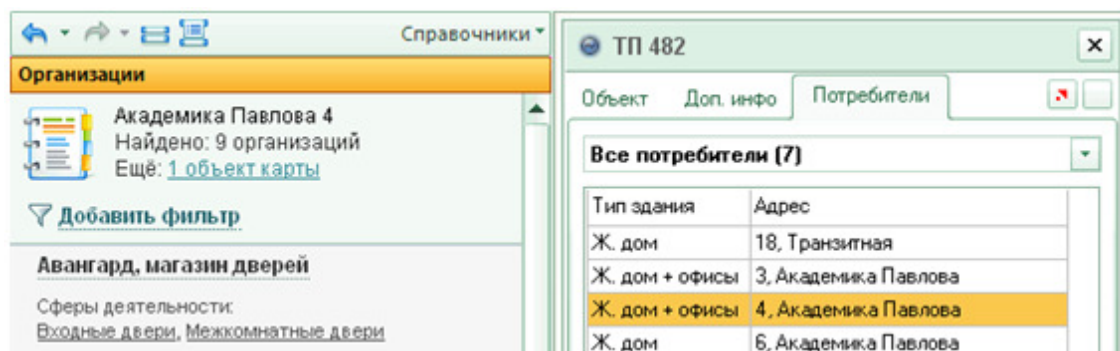 Справочники
Организации
Академика Павлова 4
Найдено: 9 организаций
Ещё: 1 объект карты
Добавить фильтр
Авангард, магазин дверей
Сферы деятельности:
Входные двери, Межкомнатные двери
ТП 482
Объект Доп. инфо Потребители
Все потребители (7)
Тип здания Адрес
Ж. дом 18, Транзитная
Ж. дом + офисы 3, Академика Павлова
Ж. дом + офисы 4, Академика Павлова
Ж. дом 6, Академика Павлова